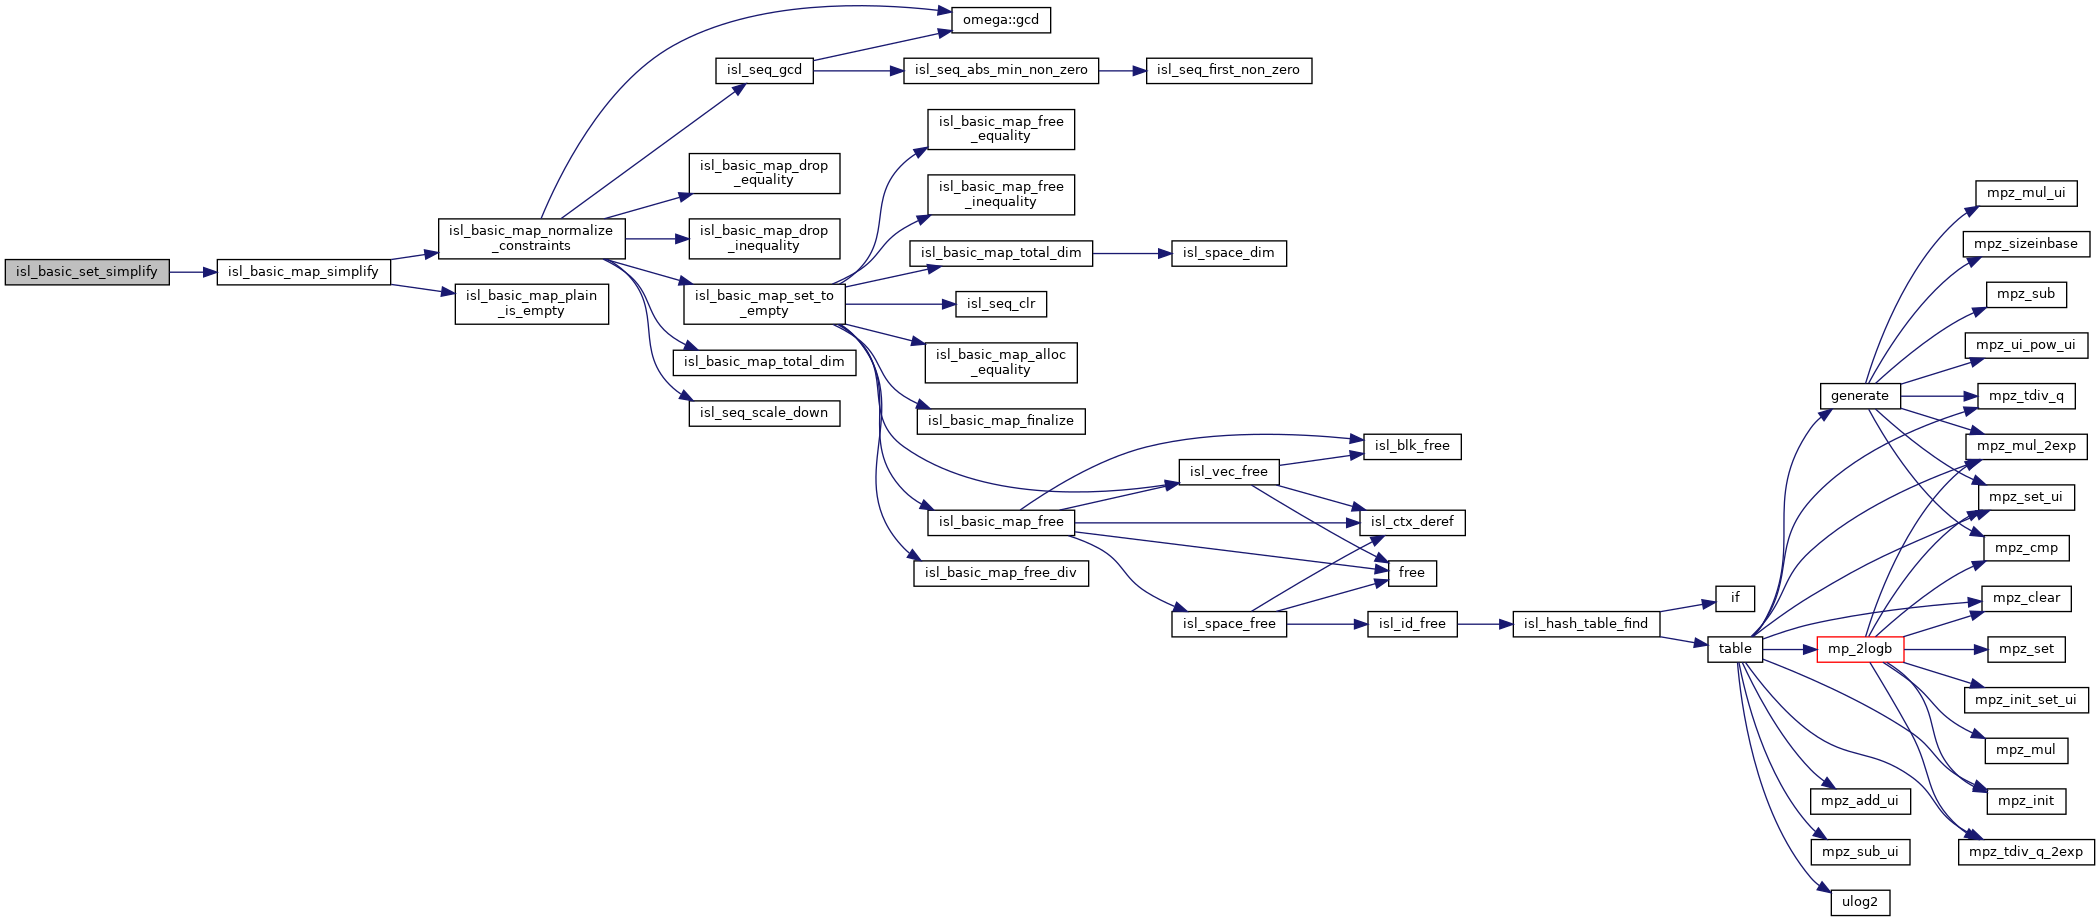 isl_basic_set_simplify
isl_basic_map_simplify
isl_basic_map_normalize
_constraints
isl_basic_map_plain
_is_empty
omega::gcd
isl_seq_gcd
isl_seq_abs_min_non_zero
isl_seq_first_non_zero
isl_basic_map_drop
_equality
isl_basic_map_drop
_inequality
isl_basic_map_set_to
_empty
isl_basic_map_total_dim
isl_seq_scale_down
isl_basic_map_free
_equality
isl_basic_map_free
_inequality
isl_basic_map_total_dim
isl_space_dim
isl_seq_clr
isl_basic_map_alloc
_equality
isl_basic_map_finalize
isl_basic_map_free
isl_basic_map_free_div
isl_vec_free
isl_space_free
isl_blk_free
isl_ctx_deref
free
isl_id_free
isl_hash_table_find
if
table
generate
mp_2logb
mpz_add_ui
mpz_sub_ui
ulog2
mpz_mul_ui
mpz_sizeinbase
mpz_sub
mpz_ui_pow_ui
mpz_tdiv_q
mpz_mul_2exp
mpz_set_ui
mpz_cmp
mpz_clear
mpz_set
mpz_init_set_ui
mpz_mul
mpz_init
mpz_tdiv_q_2exp